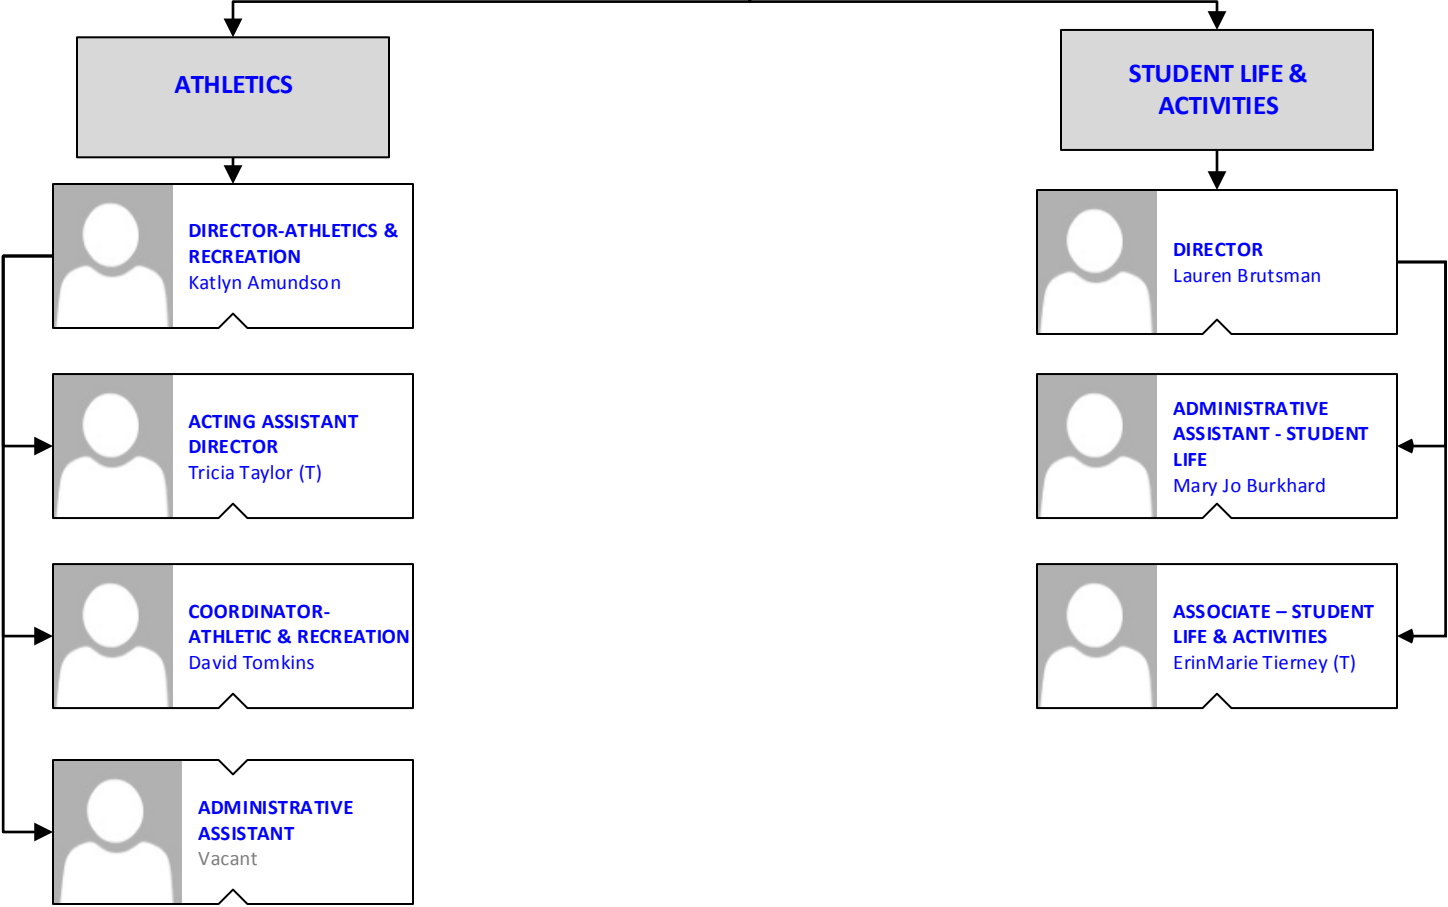 ATHLETICS
DIRECTOR-ATHLETICS &
RECREATION
Katlyn Amundson
ACTING ASSISTANT
DIRECTOR
Tricia Taylor (T)
COORDINATOR-
ATHLETIC & RECREATION
David Tomkins
ADMINISTRATIVE
ASSISTANT
Vacant
STUDENT LIFE &
ACTIVITIES
DIRECTOR
Lauren Brutsman
ADMINISTRATIVE
ASSISTANT - STUDENT
LIFE
Mary Jo Burkhard
ASSOCIATE – STUDENT
LIFE & ACTIVITIES
ErinMarie Tierney (T)